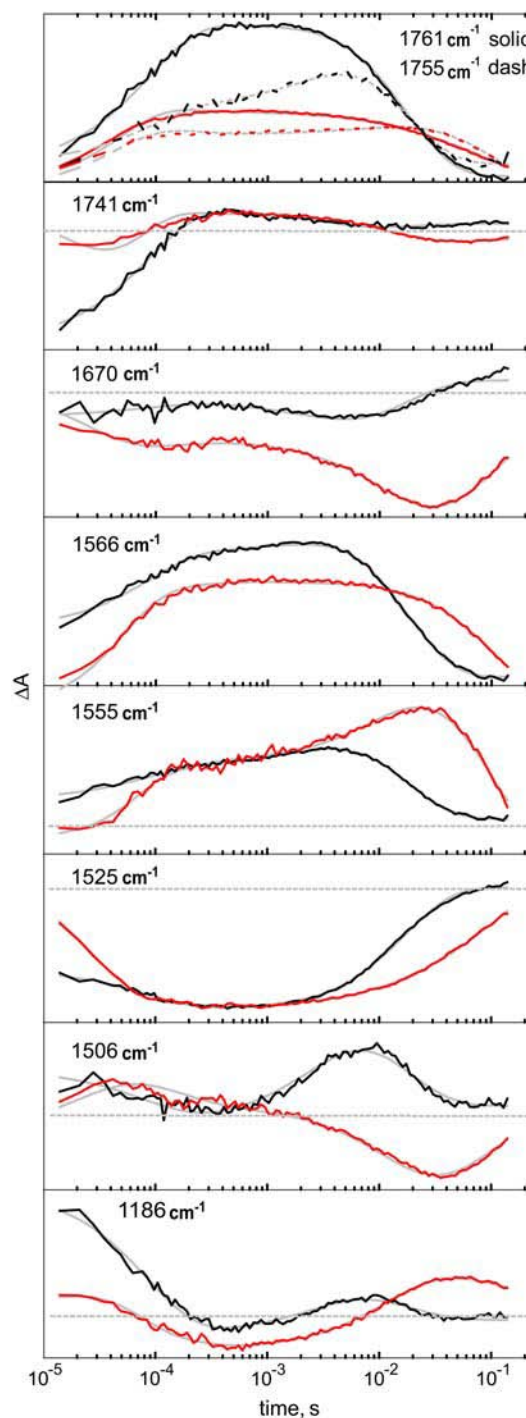 1761 cm⁻¹ solid
1755 cm⁻¹ dash
1741 cm⁻¹
1670 cm⁻¹
1566 cm⁻¹
1555 cm⁻¹
1525 cm⁻¹
1506 cm⁻¹
1186 cm⁻¹
ΔA
10⁻⁵ 10⁻⁴ 10⁻³ 10⁻² 10⁻¹
time, s